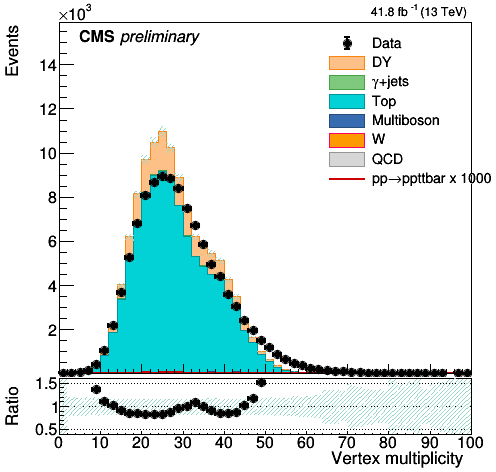 ×10³
41.8 fb⁻¹ (13 TeV)
Events
CMS preliminary
Data
DY
γ+jets
Top
Multiboson
W
QCD
pp→ppttbar x 1000
14
12
10
8
6
4
2
Ratio
1.5
1
0.5
0 10 20 30 40 50 60 70 80 90 100
Vertex multiplicity